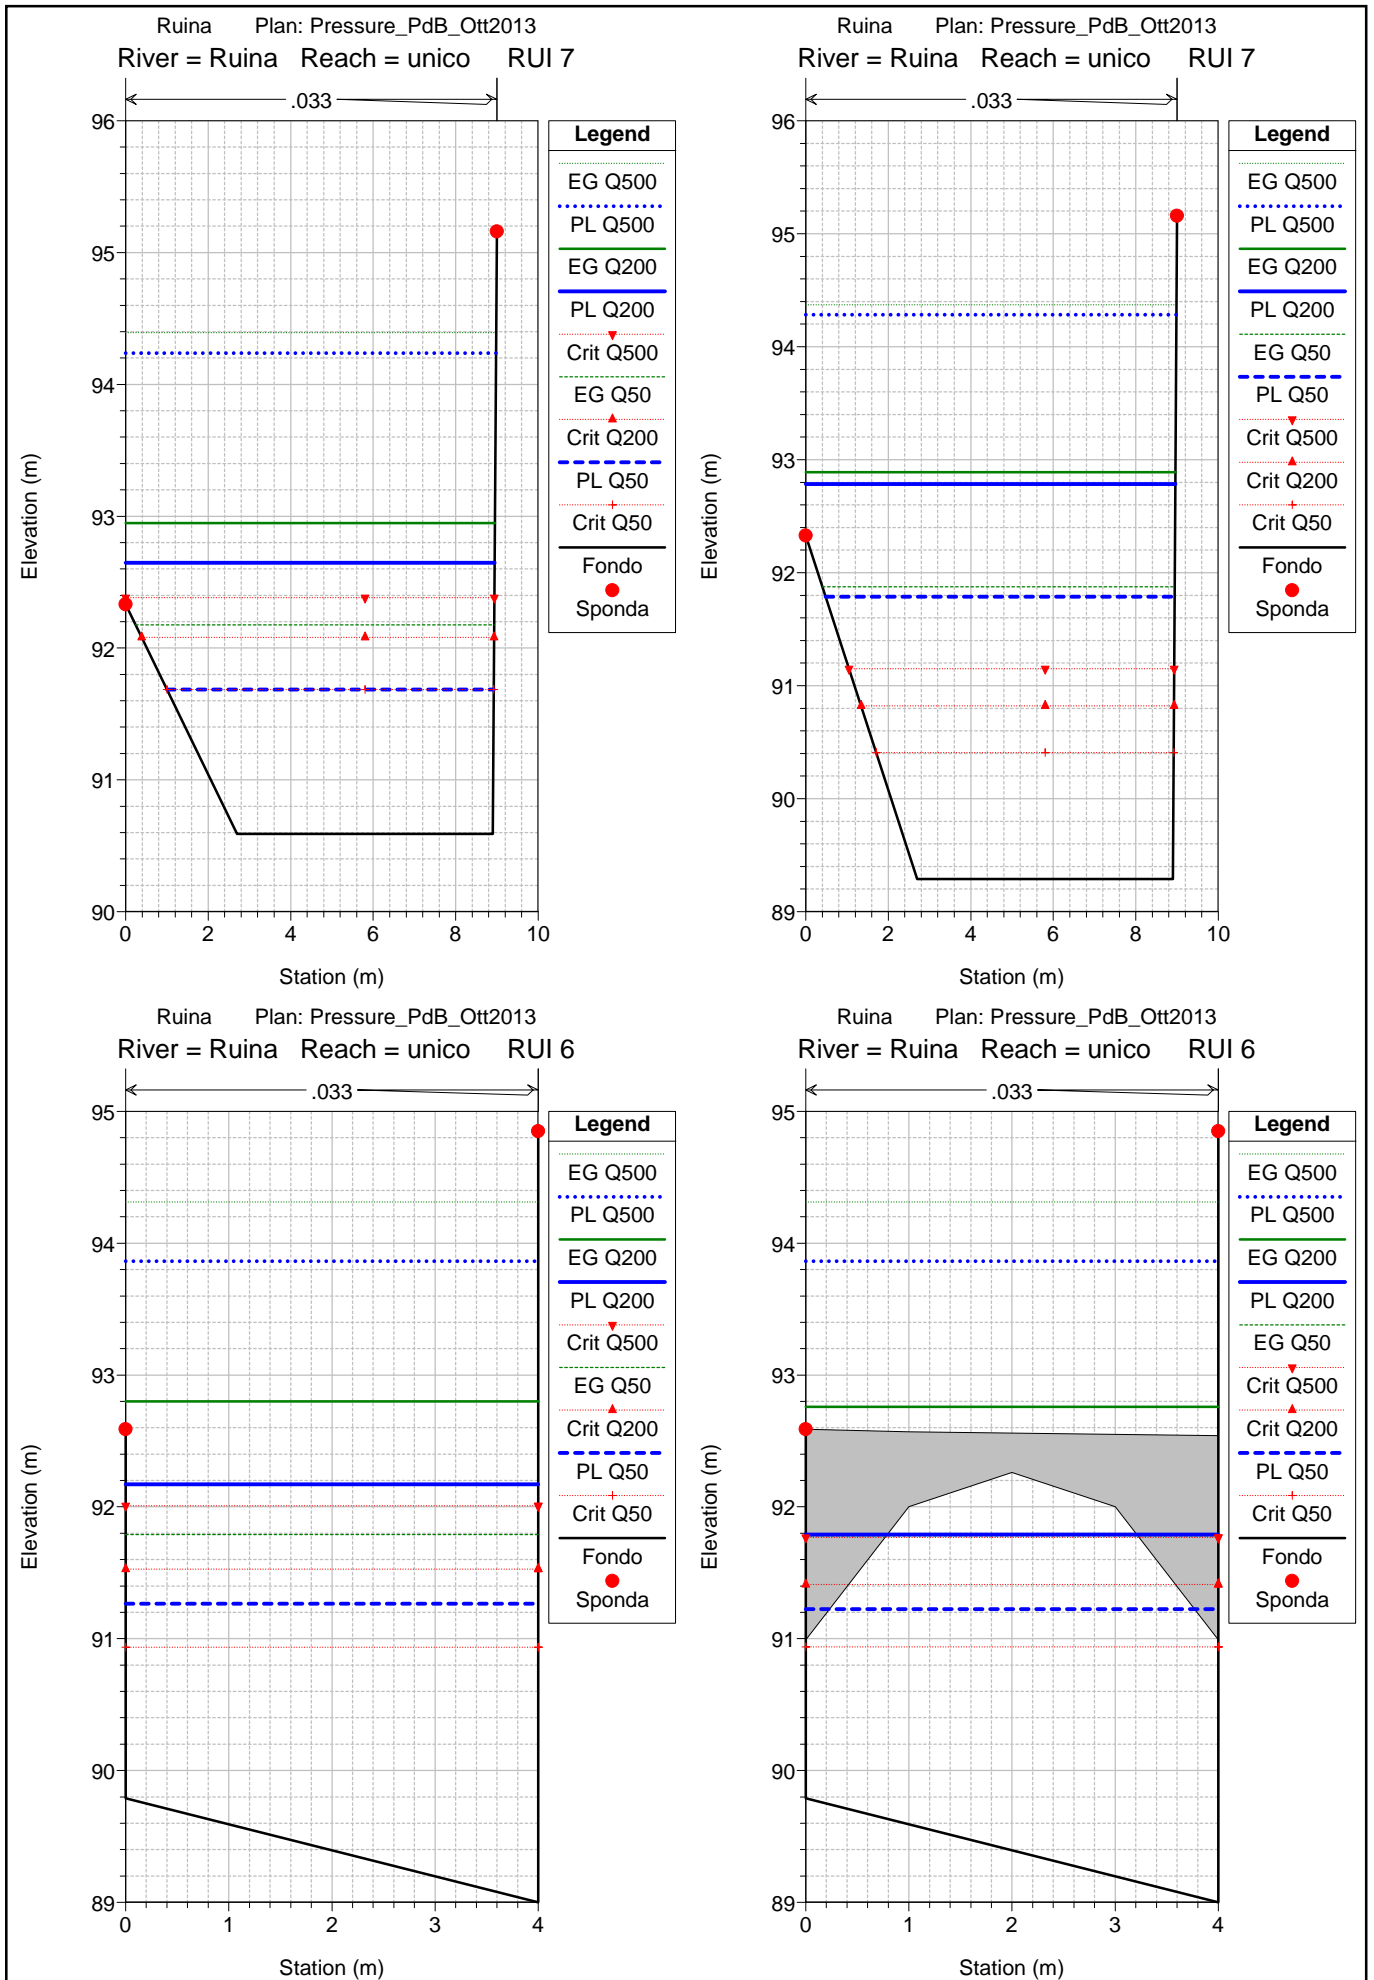 Ruina Plan: Pressure_PdB_Ott2013
River = Ruina Reach = unico RUI 7
.033
Legend
EG Q500
PL Q500
EG Q200
PL Q200
Crit Q500
EG Q50
Crit Q200
PL Q50
Crit Q50
Fondo
Sponda
96
95
94
93
92
91
90
Elevation (m)
0 2 4 6 8 10
Station (m)
Ruina Plan: Pressure_PdB_Ott2013
River = Ruina Reach = unico RUI 7
.033
Legend
EG Q500
PL Q500
EG Q200
PL Q200
EG Q50
PL Q50
Crit Q500
Crit Q200
Crit Q50
Fondo
Sponda
96
95
94
93
92
91
90
89
Elevation (m)
0 2 4 6 8 10
Station (m)
Ruina Plan: Pressure_PdB_Ott2013
River = Ruina Reach = unico RUI 6
.033
Legend
EG Q500
PL Q500
EG Q200
PL Q200
Crit Q500
EG Q50
Crit Q200
PL Q50
Crit Q50
Fondo
Sponda
95
94
93
92
91
90
89
Elevation (m)
0 1 2 3 4
Station (m)
Ruina Plan: Pressure_PdB_Ott2013
River = Ruina Reach = unico RUI 6
.033
Legend
EG Q500
PL Q500
EG Q200
PL Q200
EG Q50
Crit Q500
Crit Q200
PL Q50
Crit Q50
Fondo
Sponda
95
94
93
92
91
90
89
Elevation (m)
0 1 2 3 4
Station (m)